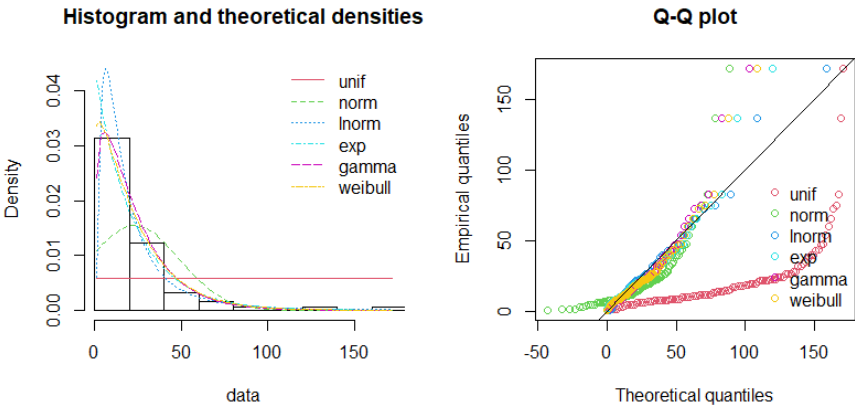 Histogram and theoretical densities
Density
0.00
0.01
0.02
0.03
0.04
0
50
100
150
data
unif
norm
lnorm
exp
gamma
weibull
Q-Q plot
Empirical quantiles
0
50
100
150
-50
0
50
100
150
Theoretical quantiles
unif
norm
lnorm
exp
gamma
weibull